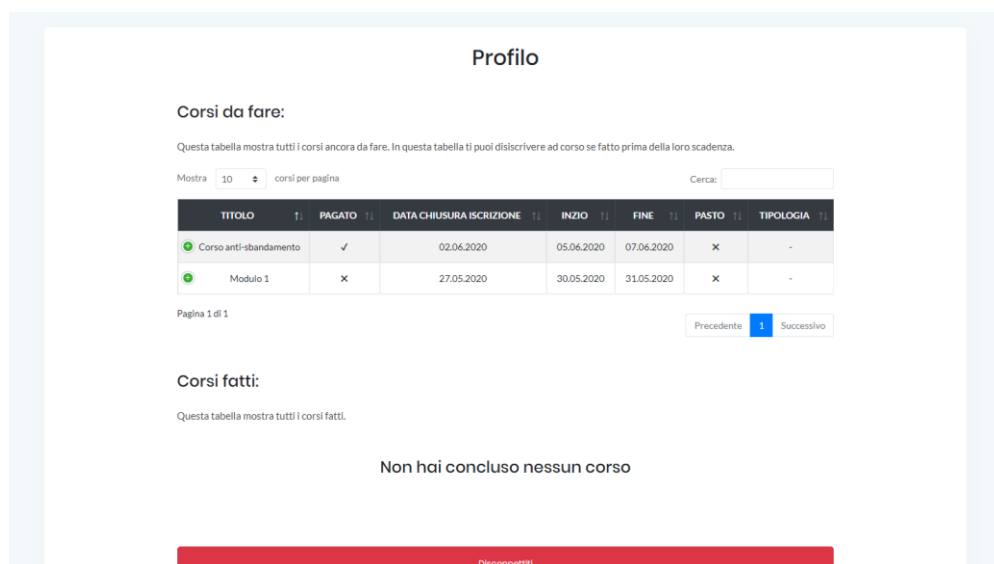 Profilo
Corsi da fare:
Questa tabella mostra tutti i corsi ancora da fare. In questa tabella ti puoi disiscrivere ad corso se fatto prima della loro scadenza.
Mostra 10 corsi per pagina Cerca:
TITOLO PAGATO DATA CHIUSURA ISCRIZIONE INZIO FINE PASTO TIPOLOGIA
Corso anti-sbandamento ✓ 02.06.2020 05.06.2020 07.06.2020 ✕ -
Modulo 1 ✕ 27.05.2020 30.05.2020 31.05.2020 ✕ -
Pagina 1 di 1
Precedente 1 Successivo
Corsi fatti:
Questa tabella mostra tutti i corsi fatti.
Non hai concluso nessun corso
Disconnettiti